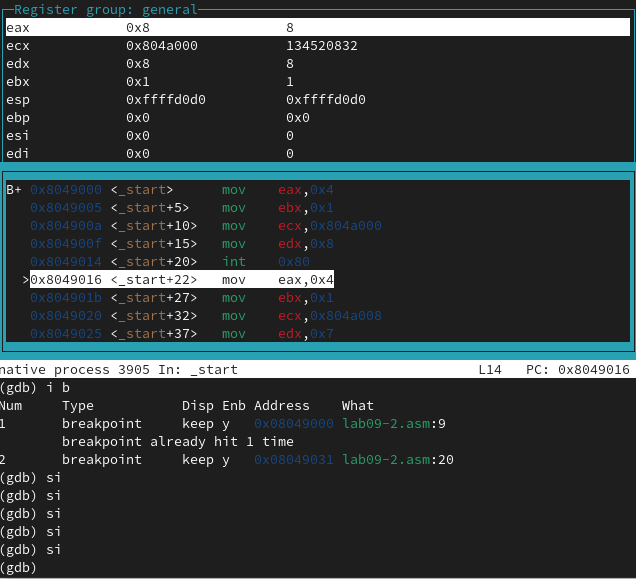 Register group: general
eax 0x8 8
ecx 0x804a000 134520832
edx 0x8 8
ebx 0x1 1
esp 0xffffd0d0 0xffffd0d0
ebp 0x0 0x0
esi 0x0 0
edi 0x0 0
B+ 0x8049000 <_start> mov eax,0x4
0x8049005 <_start+5> mov ebx,0x1
0x804900a <_start+10> mov ecx,0x804a000
0x804900f <_start+15> mov edx,0x8
0x8049014 <_start+20> int 0x80
>0x8049016 <_start+22> mov eax,0x4
0x804901b <_start+27> mov ebx,0x1
0x8049020 <_start+32> mov ecx,0x804a008
0x8049025 <_start+37> mov edx,0x7
native process 3905 In: _start L14 PC: 0x8049016
(gdb) i b
Num Type Disp Enb Address What
1 breakpoint keep y 0x08049000 lab09-2.asm:9
breakpoint already hit 1 time
2 breakpoint keep y 0x08049031 lab09-2.asm:20
(gdb) si
(gdb) si
(gdb) si
(gdb) si
(gdb) si
(gdb)